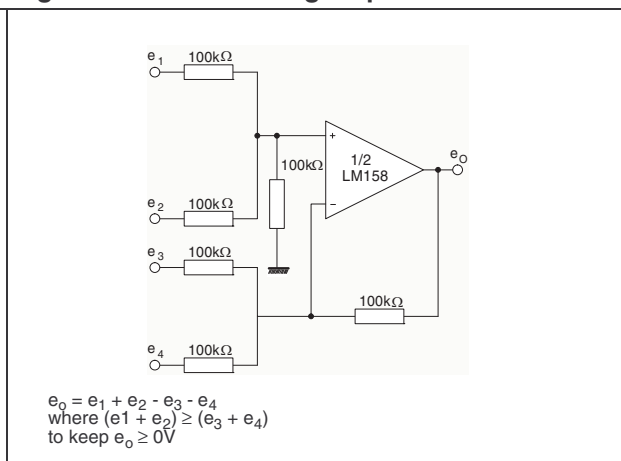 e1 100kΩ
1/2
LM158
100kΩ
eO
e2 100kΩ
e3 100kΩ
100kΩ
e4 100kΩ
+
-
eo = e1 + e2 - e3 - e4
where (e1 + e2) ≥ (e3 + e4)
to keep eo ≥ 0V